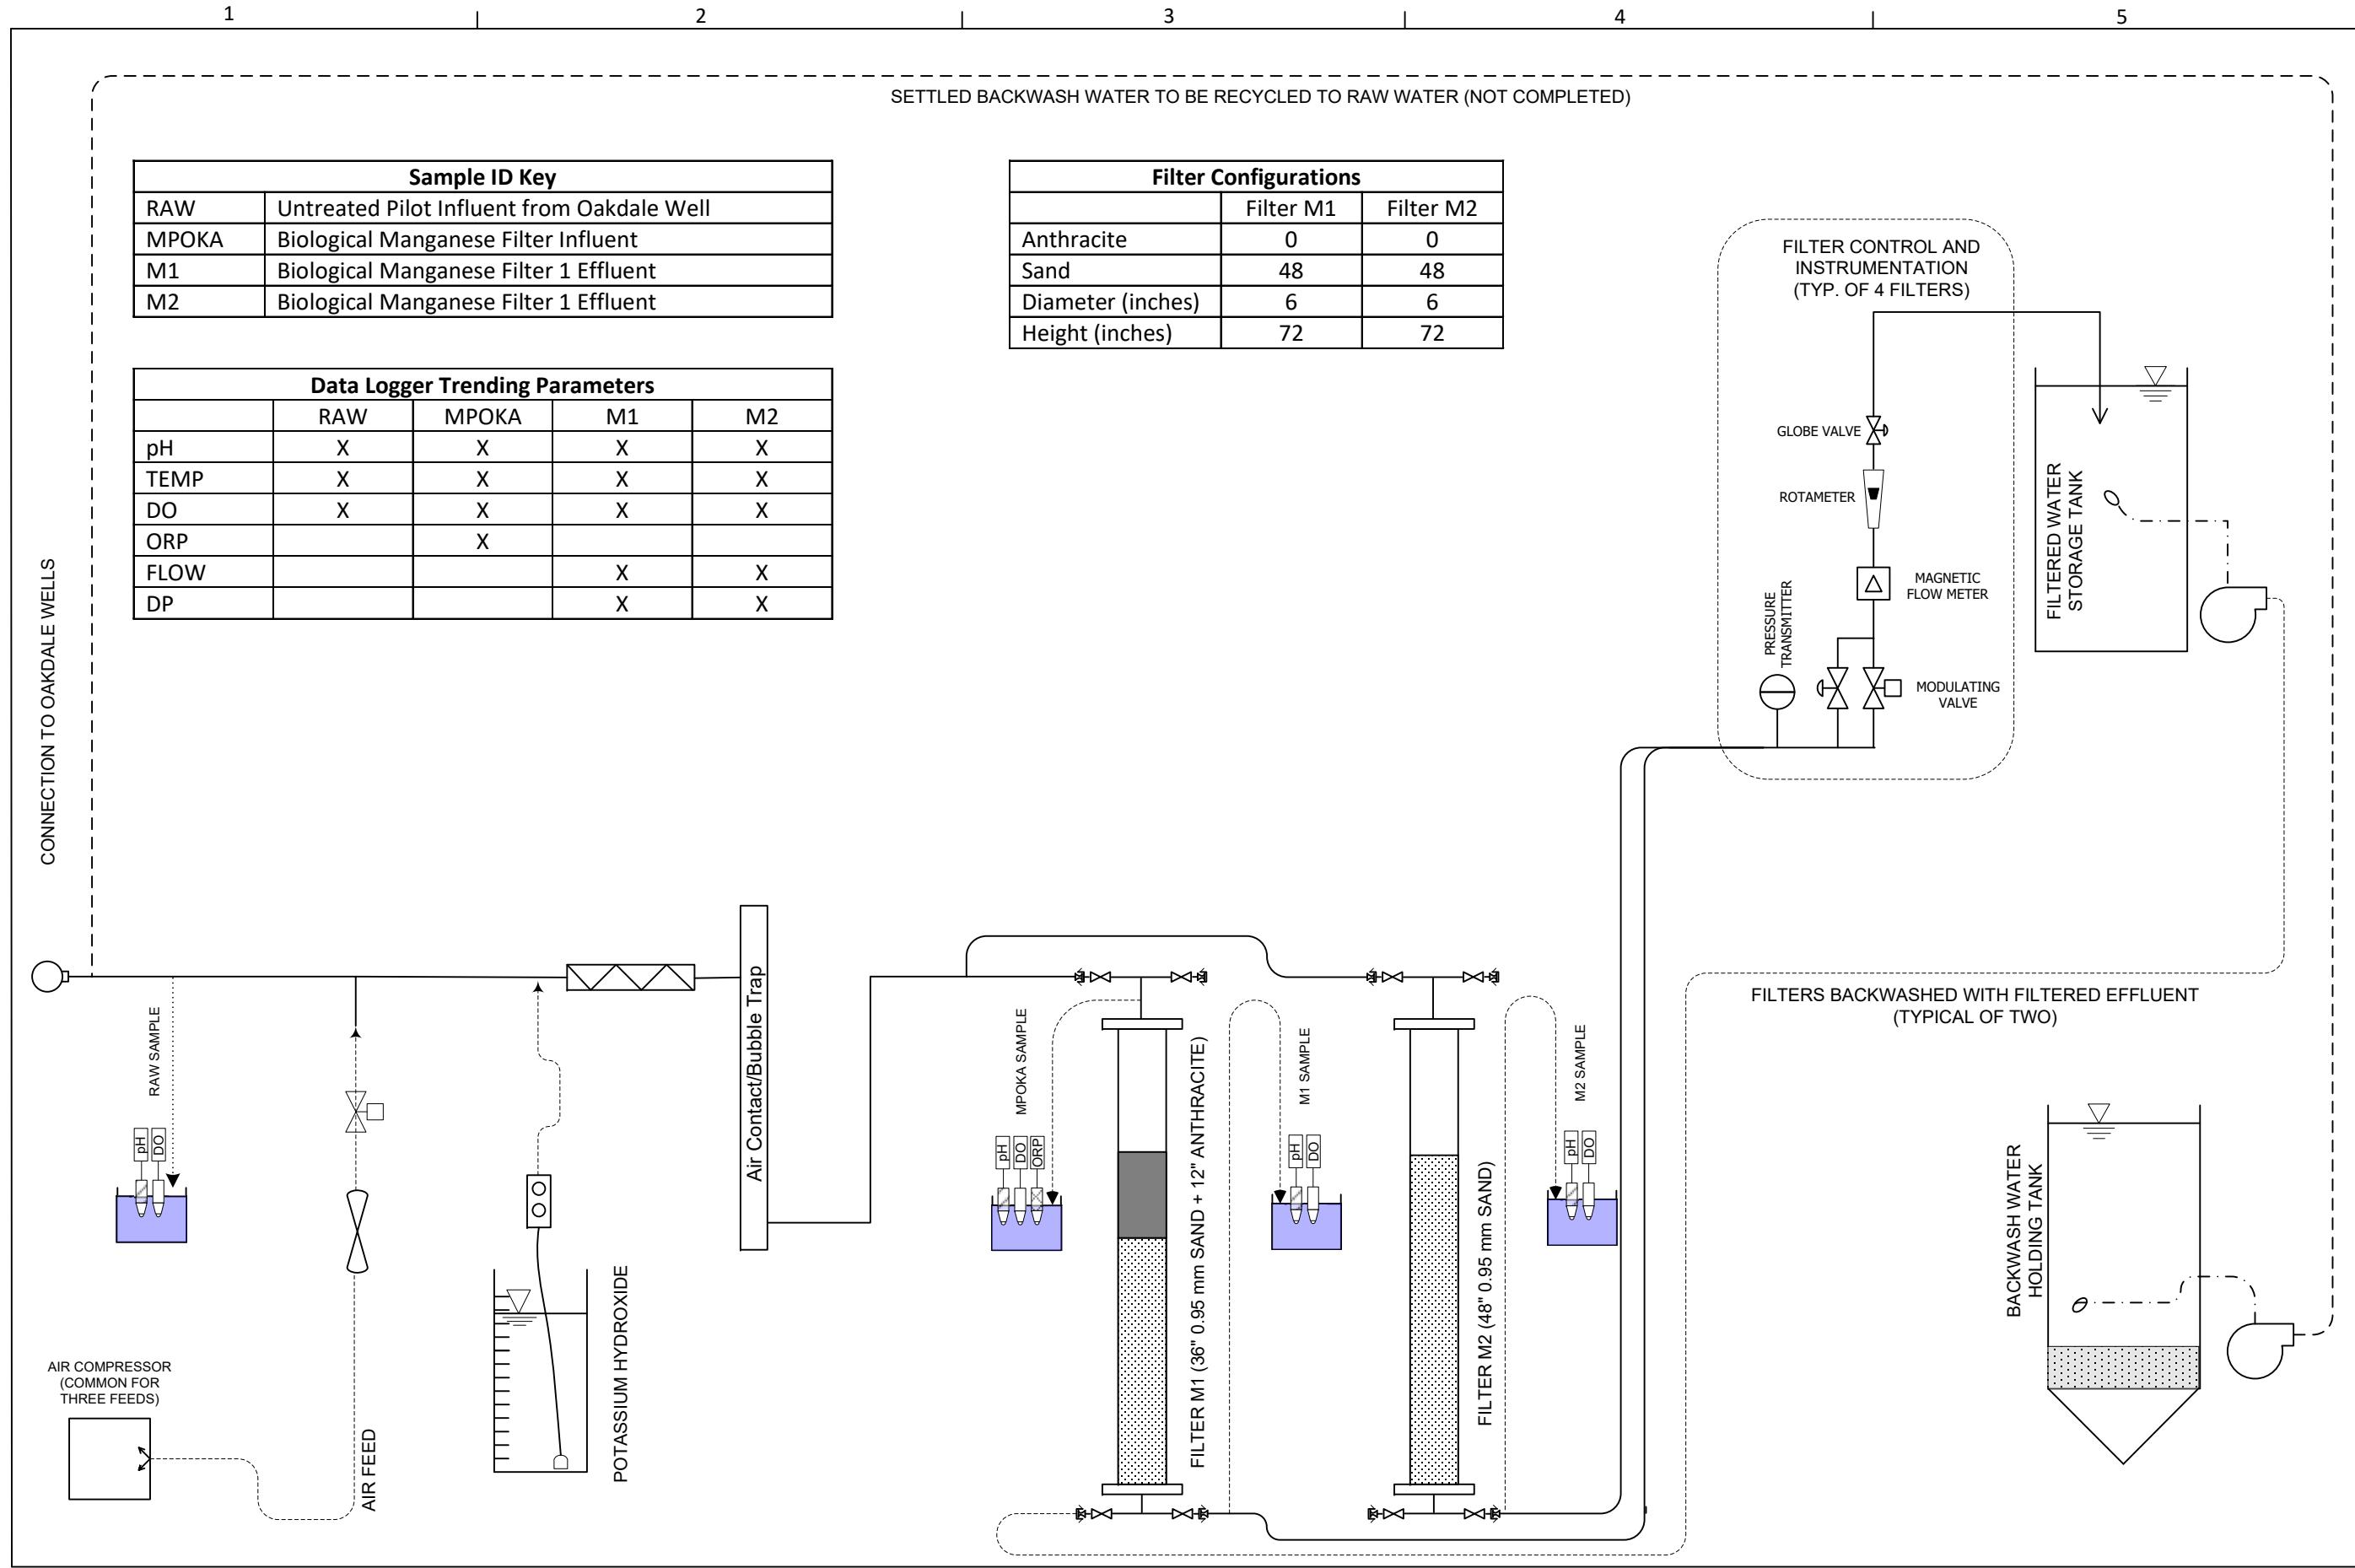 1 2 3 4 5
SETTLED BACKWASH WATER TO BE RECYCLED TO RAW WATER (NOT COMPLETED)
Sample ID Key
RAW Untreated Pilot Influent from Oakdale Well
MPOKA Biological Manganese Filter Influent
M1 Biological Manganese Filter 1 Effluent
M2 Biological Manganese Filter 1 Effluent
Filter Configurations
Filter M1 Filter M2
Anthracite 0 0
Sand 48 48
Diameter (inches) 6 6
Height (inches) 72 72
Data Logger Trending Parameters
RAW MPOKA M1 M2
pH X X X X
TEMP X X X X
DO X X X X
ORP X
FLOW X X
DP X X
FILTER CONTROL AND
INSTRUMENTATION
(TYP. OF 4 FILTERS)
GLOBE VALVE
ROTAMETER
MAGNETIC
FLOW METER
PRESSURE
TRANSMITTER
MODULATING
VALVE
FILTERED WATER
STORAGE TANK
CONNECTION TO OAKDALE WELLS
RAW SAMPLE
pH
DO
AIR COMPRESSOR
(COMMON FOR
THREE FEEDS)
AIR FEED
POTASSIUM HYDROXIDE
Air Contact/Bubble Trap
MPOKA SAMPLE
pH
DO
ORP
FILTER M1 (36" 0.95 mm SAND + 12" ANTHRACITE)
M1 SAMPLE
pH
DO
FILTER M2 (48" 0.95 mm SAND)
M2 SAMPLE
pH
DO
FILTERS BACKWASHED WITH FILTERED EFFLUENT
(TYPICAL OF TWO)
BACKWASH WATER
HOLDING TANK